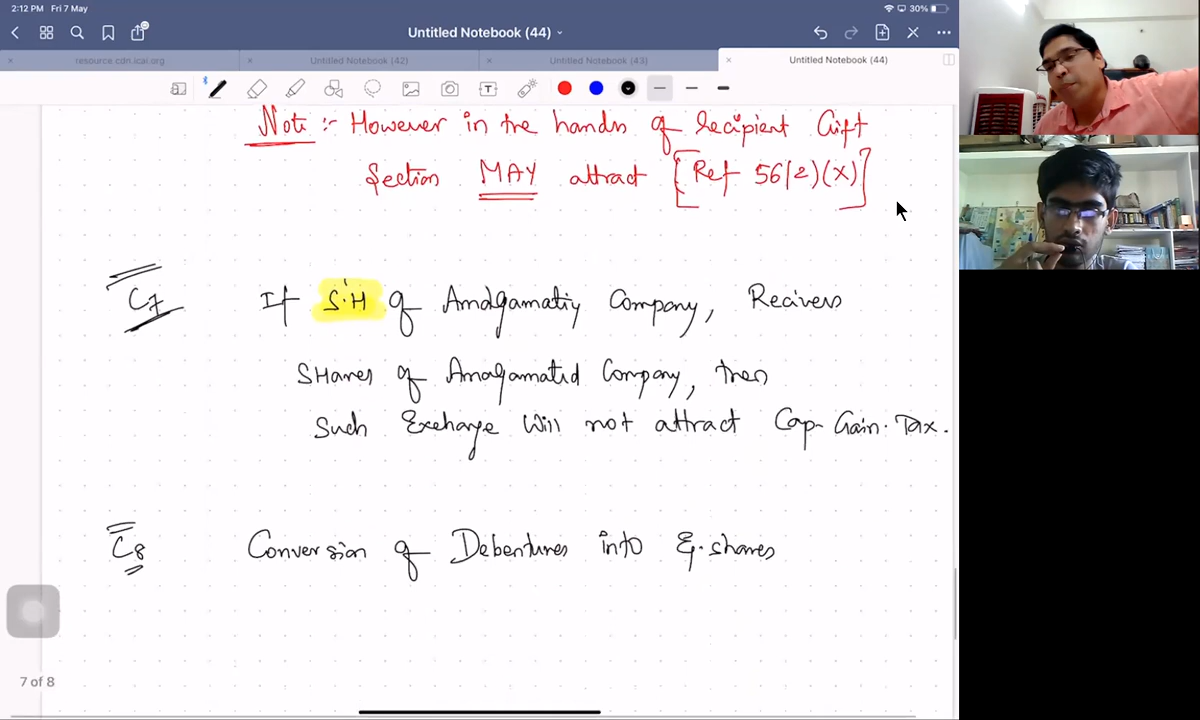 2:12 PM Fri 7 May
30%
Untitled Notebook (44)
resource.cdn.icai.org
Untitled Notebook (42)
Untitled Notebook (43)
Untitled Notebook (44)
Note :- However in the hands of Recipient Gift
Section MAY attract [Ref 56(2)(x)]
C7 If S.H of Amalgamatiy Company, Recivers
SHares of Amalgamated Company, then
Such Exchange Will not attract Cap. Gain. Tax.
C8 Conversion of Debentures into E.shares
7 of 8